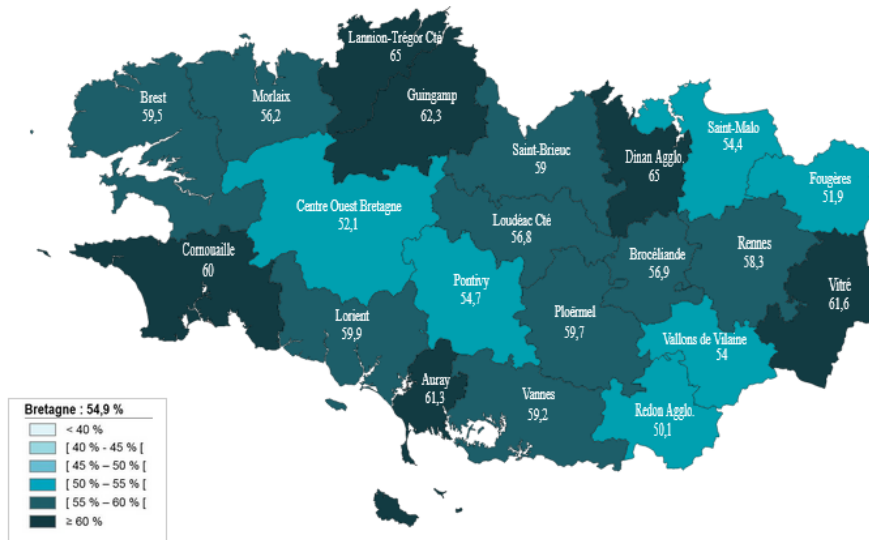 Lannion-Trégor Cté
65
Brest
59,5
Morlaix
56,2
Guingamp
62,3
Saint-Brieuc
59
Dinan Agglo.
65
Saint-Malo
54,4
Fougères
51,9
Centre Ouest Bretagne
52,1
Loudéac Cté
56,8
Cornouaille
60
Brocéliande
56,9
Rennes
58,3
Vitré
61,6
Pontivy
54,7
Lorient
59,9
Ploërmel
59,7
Vallons de Vilaine
54
Auray
61,3
Vannes
59,2
Redon Agglo.
50,1
Bretagne : 54,9 %
< 40 %
[ 40 % - 45 % [
[ 45 % – 50 % [
[ 50 % – 55 % [
[ 55 % – 60 % [
≥ 60 %